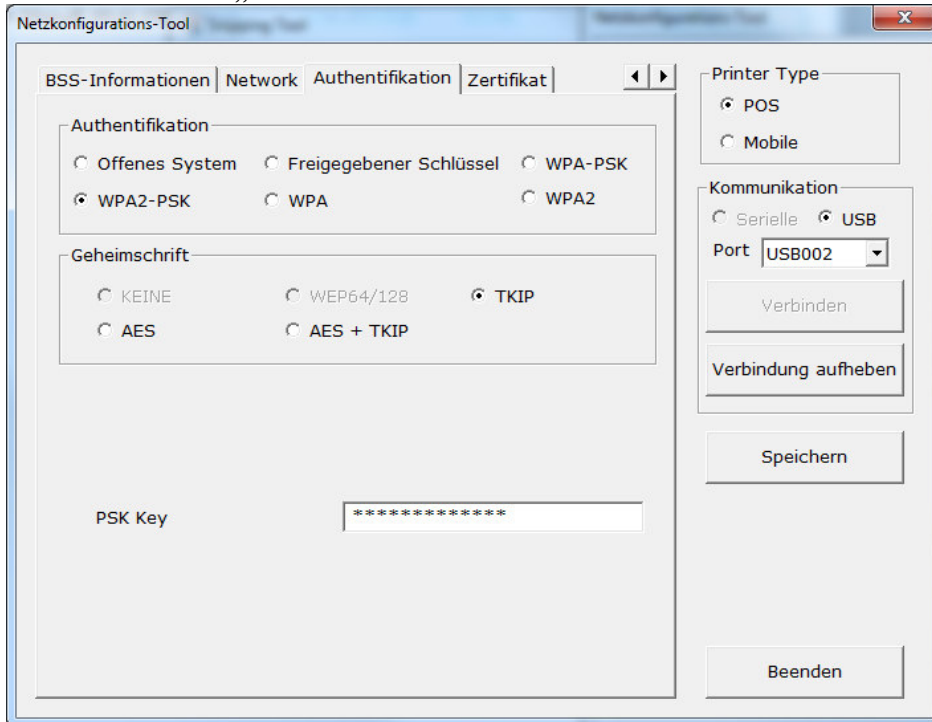 „
Netzkonfigurations-Tool
BSS-Informationen Network Authentifikation Zertifikat
Authentifikation
Offenes System Freigegebener Schlüssel WPA-PSK
WPA2-PSK WPA WPA2
Geheimschrift
KEINE WEP64/128 TKIP
AES AES + TKIP
PSK Key *************
Printer Type
POS
Mobile
Kommunikation
Serielle USB
Port USB002
Verbinden
Verbindung aufheben
Speichern
Beenden